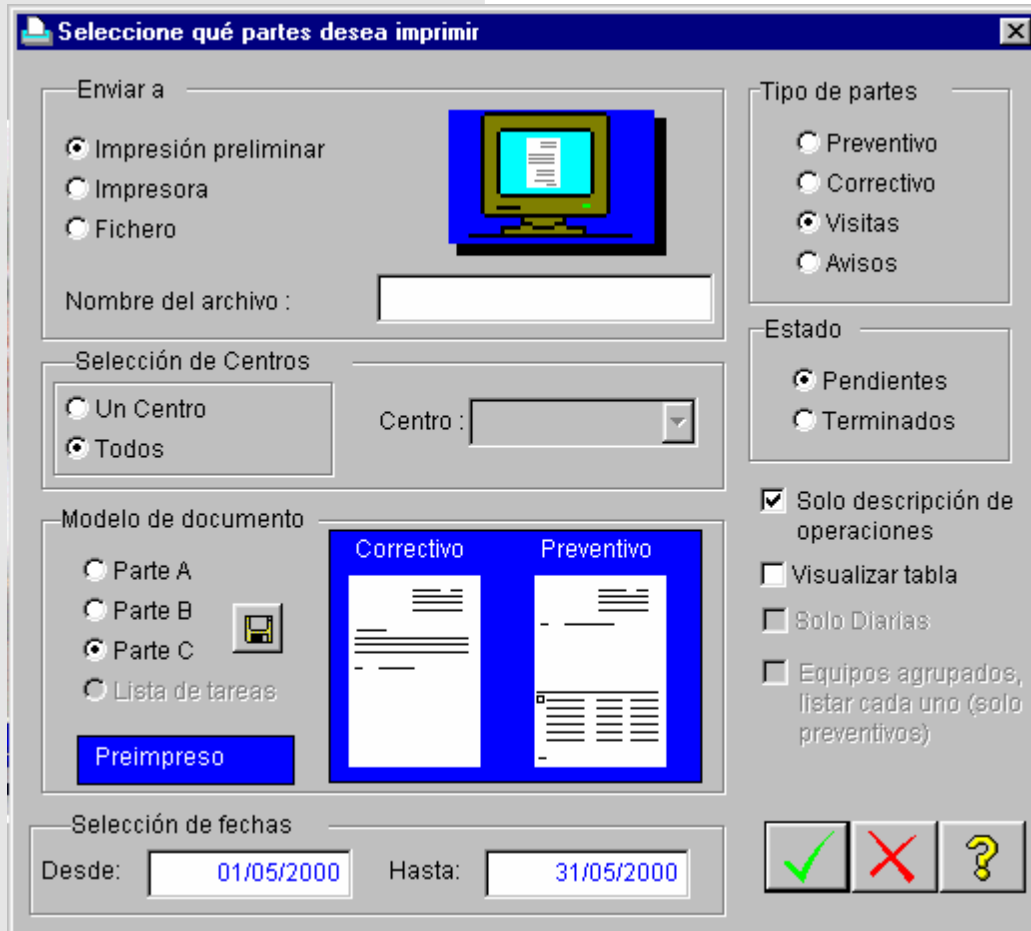 Seleccione qué partes desea imprimir
Enviar a
Impresión preliminar
Impresora
Fichero
Nombre del archivo :
Selección de Centros
Un Centro
Todos
Centro :
Modelo de documento
Parte A
Parte B
Parte C
Lista de tareas
Preimpreso
Correctivo
Preventivo
Selección de fechas
Desde:
01/05/2000
Hasta:
31/05/2000
Tipo de partes
Preventivo
Correctivo
Visitas
Avisos
Estado
Pendientes
Terminados
Solo descripción de
operaciones
Visualizar tabla
Solo Diarias
Equipos agrupados,
listar cada uno (solo
preventivos)